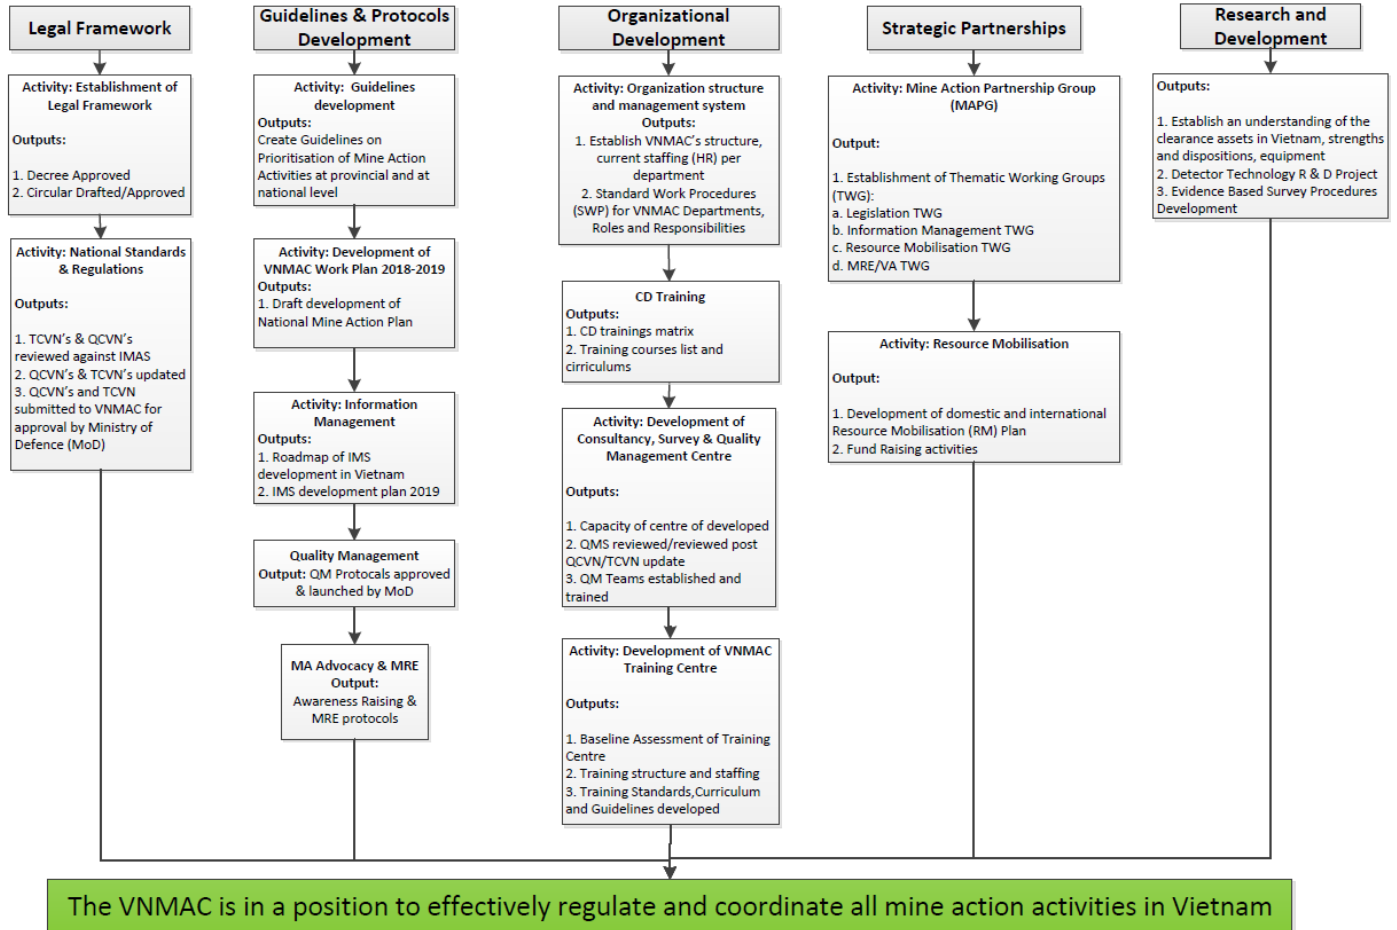 Legal Framework
Activity: Establishment of
Legal Framework
Outputs:
1. Decree Approved
2. Circular Drafted/Approved
Activity: National Standards
& Regulations
Outputs:
1. TCVN's & QCVN's
reviewed against IMAS
2. QCVN's & TCVN's updated
3. QCVN's and TCVN
submitted to VNMAC for
approval by Ministry of
Defence (MoD)
Guidelines & Protocols
Development
Activity: Guidelines
development
Outputs:
Create Guidelines on
Prioritisation of Mine Action
Activities at provincial and at
national level
Activity: Development of
VNMAC Work Plan 2018-2019
Outputs:
1. Draft development of
National Mine Action Plan
Activity: Information
Management
Outputs:
1. Roadmap of IMS
development in Vietnam
2. IMS development plan 2019
Quality Management
Output: QM Protocals approved
& launched by MoD
MA Advocacy & MRE
Output:
Awareness Raising &
MRE protocols
Organizational
Development
Activity: Organization structure
and management system
Outputs:
1. Establish VNMAC's structure,
current staffing (HR) per
department
2. Standard Work Procedures
(SWP) for VNMAC Departments,
Roles and Responsibilities
CD Training
Outputs:
1. CD trainings matrix
2. Training courses list and
cirriculums
Activity: Development of
Consultancy, Survey & Quality
Management Centre
Outputs:
1. Capacity of centre of developed
2. QMS reviewed/reviewed post
QCVN/TCVN update
3. QM Teams established and
trained
Activity: Development of VNMAC
Training Centre
Outputs:
1. Baseline Assessment of Training
Centre
2. Training structure and staffing
3. Training Standards,Curriculum
and Guidelines developed
Strategic Partnerships
Activity: Mine Action Partnership Group
(MAPG)
Output:
1. Establishment of Thematic Working Groups
(TWG):
a. Legislation TWG
b. Information Management TWG
c. Resource Mobilisation TWG
d. MRE/VA TWG
Activity: Resource Mobilisation
Output:
1. Development of domestic and international
Resource Mobilisation (RM) Plan
2. Fund Raising activities
Research and
Development
Outputs:
1. Establish an understanding of the
clearance assets in Vietnam, strengths
and dispositions, equipment
2. Detector Technology R & D Project
3. Evidence Based Survey Procedures
Development
The VNMAC is in a position to effectively regulate and coordinate all mine action activities in Vietnam